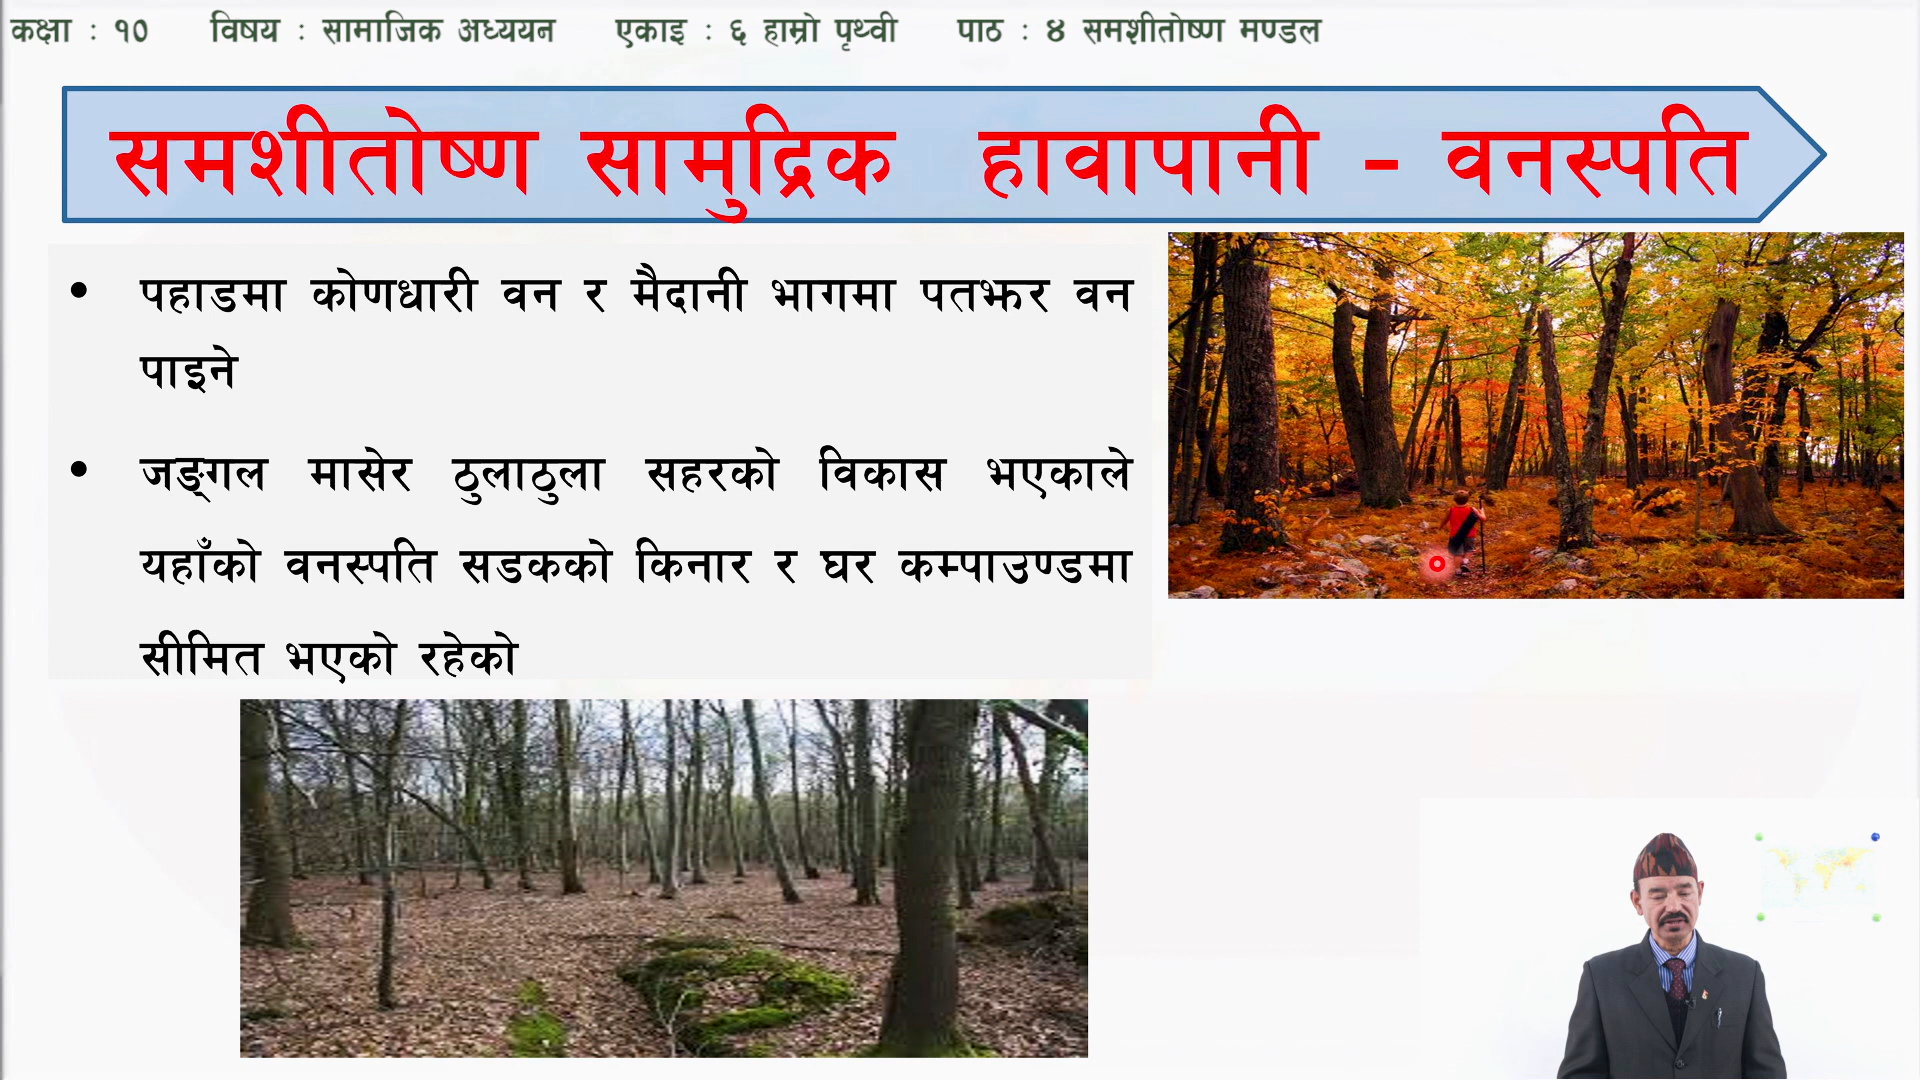 कक्षा : १० विषय : सामाजिक अध्ययन एकाइ : ६ हाम्रो पृथ्वी पाठ : ४ समशीतोष्ण मण्डल
समशीतोष्ण सामुद्रिक हावापानी - वनस्पति
• पहाडमा कोणधारी वन र मैदानी भागमा पतझर वन
पाइने
• जङ्गल मासेर ठुलाठुला सहरको विकास भएकाले
यहाँको वनस्पति सडकको किनार र घर कम्पाउण्डमा
सीमित भएको रहेको